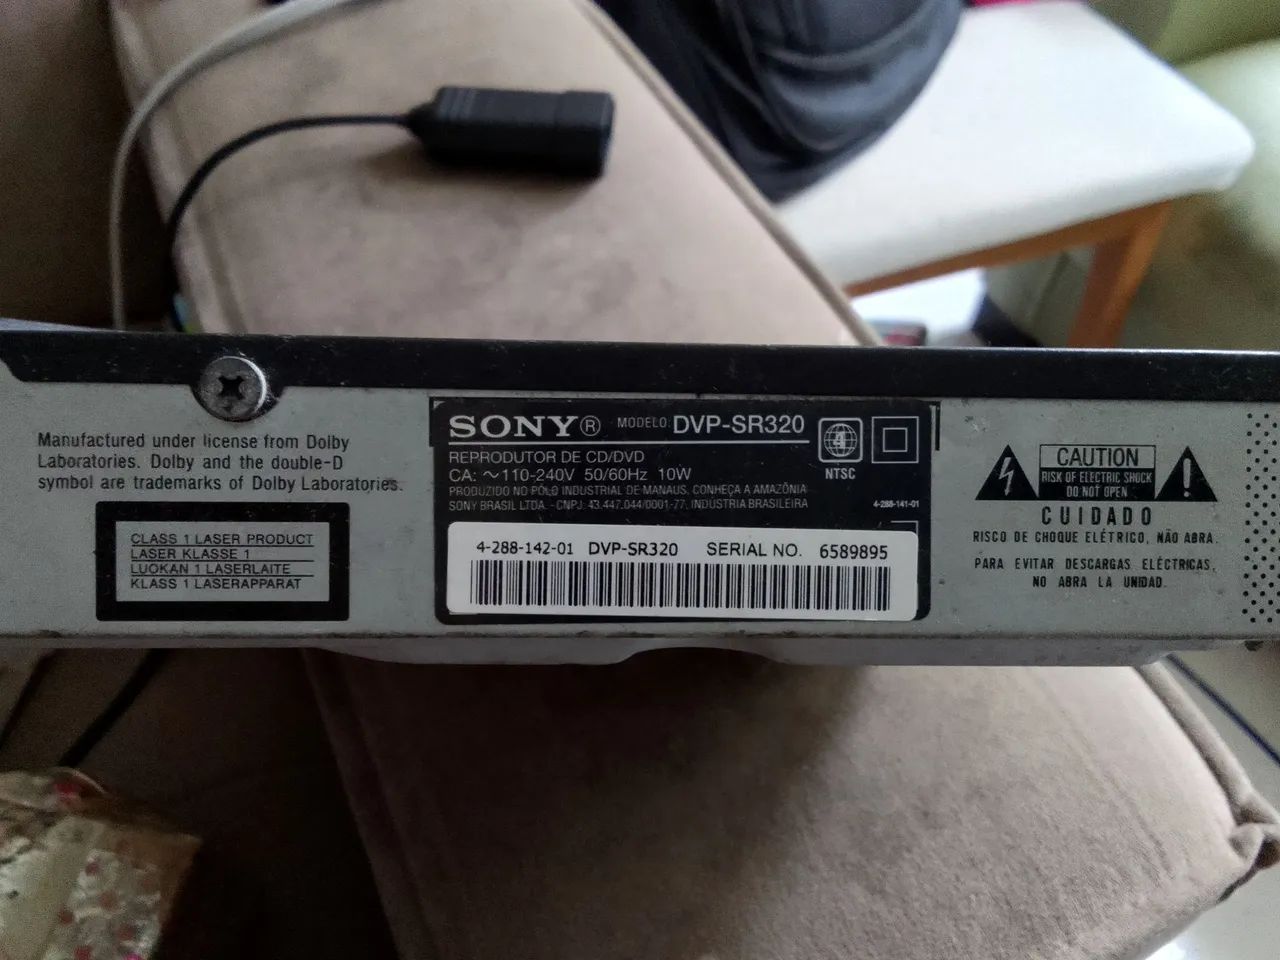 Manufactured under license from Dolby
Laboratories. Dolby and the double-D
symbol are trademarks of Dolby Laboratories.
CLASS 1 LASER PRODUCT
LASER KLASSE 1
LUOKAN 1 LASERLAITE
KLASS 1 LASERAPPARAT
SONY® MODELO: DVP-SR320
REPRODUTOR DE CD/DVD
CA: ~110-240V 50/60Hz 10W
PRODUZIDO NO PÓLO INDUSTRIAL DE MANAUS. CONHEÇA A AMAZÔNIA
SONY BRASIL LTDA. - CNPJ: 43.447.044/0001-77. INDÚSTRIA BRASILEIRA
4
NTSC
4-288-141-01
4-288-142-01 DVP-SR320 SERIAL NO. 6589895
CAUTION
RISK OF ELECTRIC SHOCK
DO NOT OPEN
CUIDADO
RISCO DE CHOQUE ELÉTRICO, NÃO ABRA.
PARA EVITAR DESCARGAS ELÉCTRICAS,
NO ABRA LA UNIDAD.